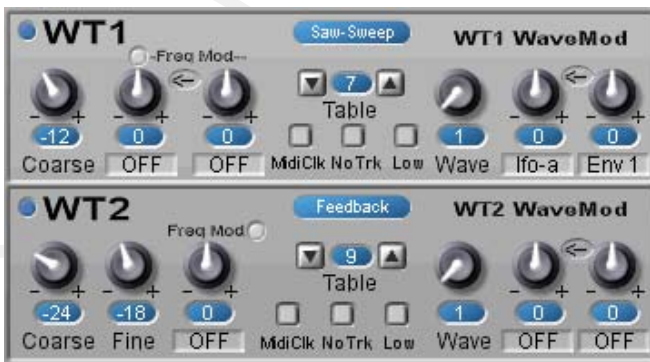 WT1 Saw-Sweep WT1 WaveMod
-Freq Mod--
<-
<-
7
Table
- + - + - + - + - + - +
-12 0 0 1 0 0
MidiClk NoTrk Low
Coarse OFF OFF Wave lfo-a Env 1
WT2 Feedback WT2 WaveMod
Freq Mod
<-
9
Table
- + - + - + - + - + - +
-24 -18 0 1 0 0
Coarse Fine OFF MidiClk NoTrk Low Wave OFF OFF